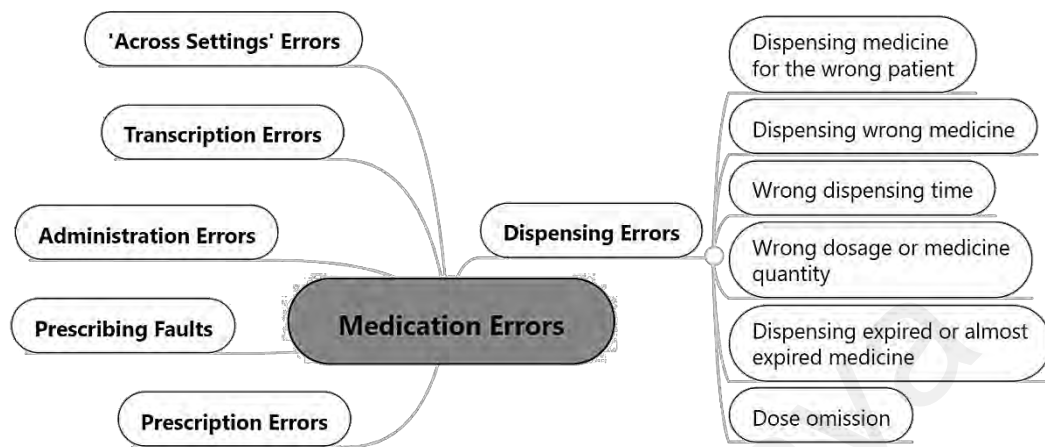 'Across Settings' Errors
Transcription Errors
Administration Errors
Prescribing Faults
Prescription Errors
Medication Errors
Dispensing Errors
Dispensing medicine
for the wrong patient
Dispensing wrong medicine
Wrong dispensing time
Wrong dosage or medicine
quantity
Dispensing expired or almost
expired medicine
Dose omission